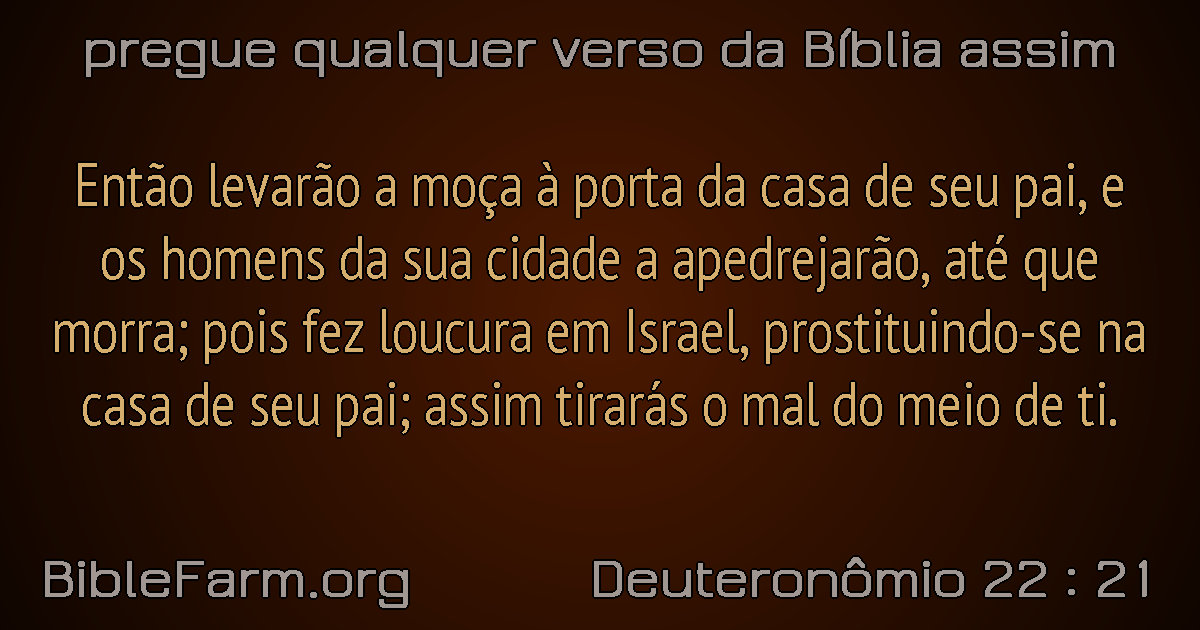 pregue qualquer verso da Bíblia assim
Então levarão a moça à porta da casa de seu pai, e
os homens da sua cidade a apedrejarão, até que
morra; pois fez loucura em Israel, prostituindo-se na
casa de seu pai; assim tirarás o mal do meio de ti.
BibleFarm.org
Deuteronômio 22 : 21